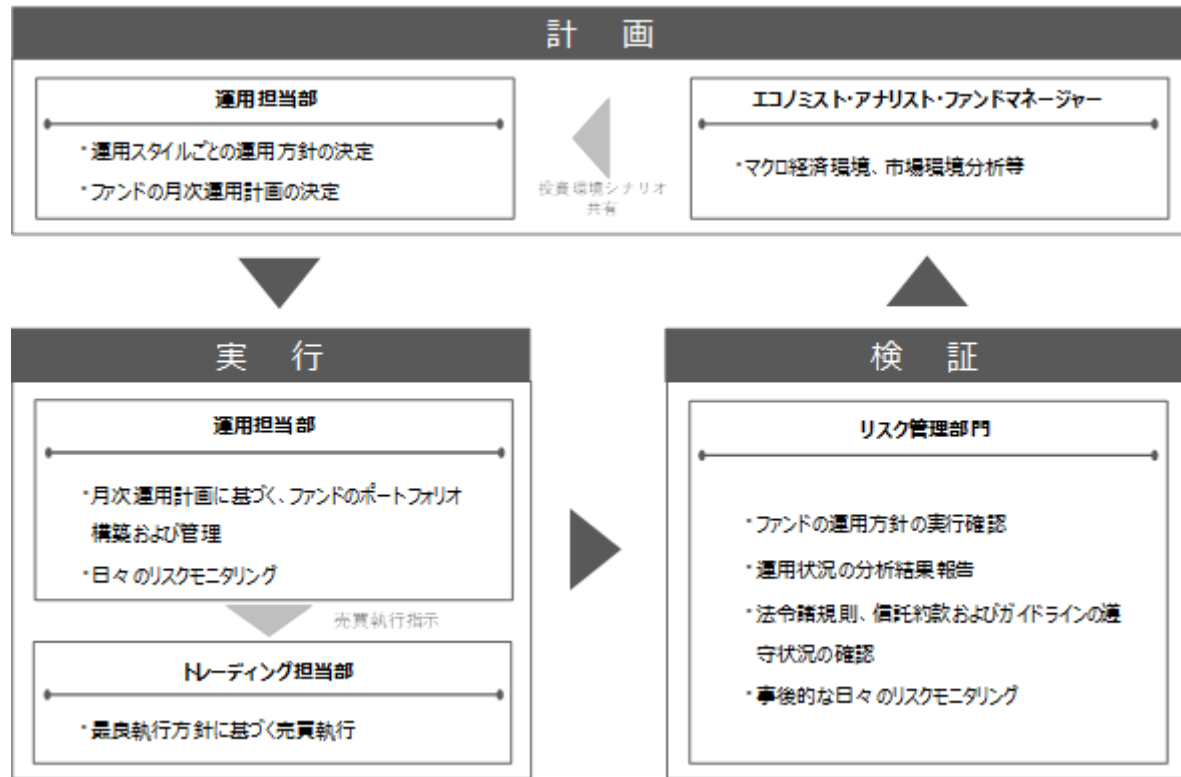 計 画
運用担当部
・運用スタイルごとの運用方針の決定
・ファンドの月次運用計画の決定
投資環境シナリオ
共有
エコノミスト・アナリスト・ファンドマネージャー
・マクロ経済環境、市場環境分析等
実 行
運用担当部
・月次運用計画に基づく、ファンドのポートフォリオ
構築および管理
・日々のリスクモニタリング
売買執行指示
トレーディング担当部
・最良執行方針に基づく売買執行
検 証
リスク管理部門
・ファンドの運用方針の実行確認
・運用状況の分析結果報告
・法令諸規則、信託約款およびガイドラインの遵
守状況の確認
・事後的な日々のリスクモニタリング